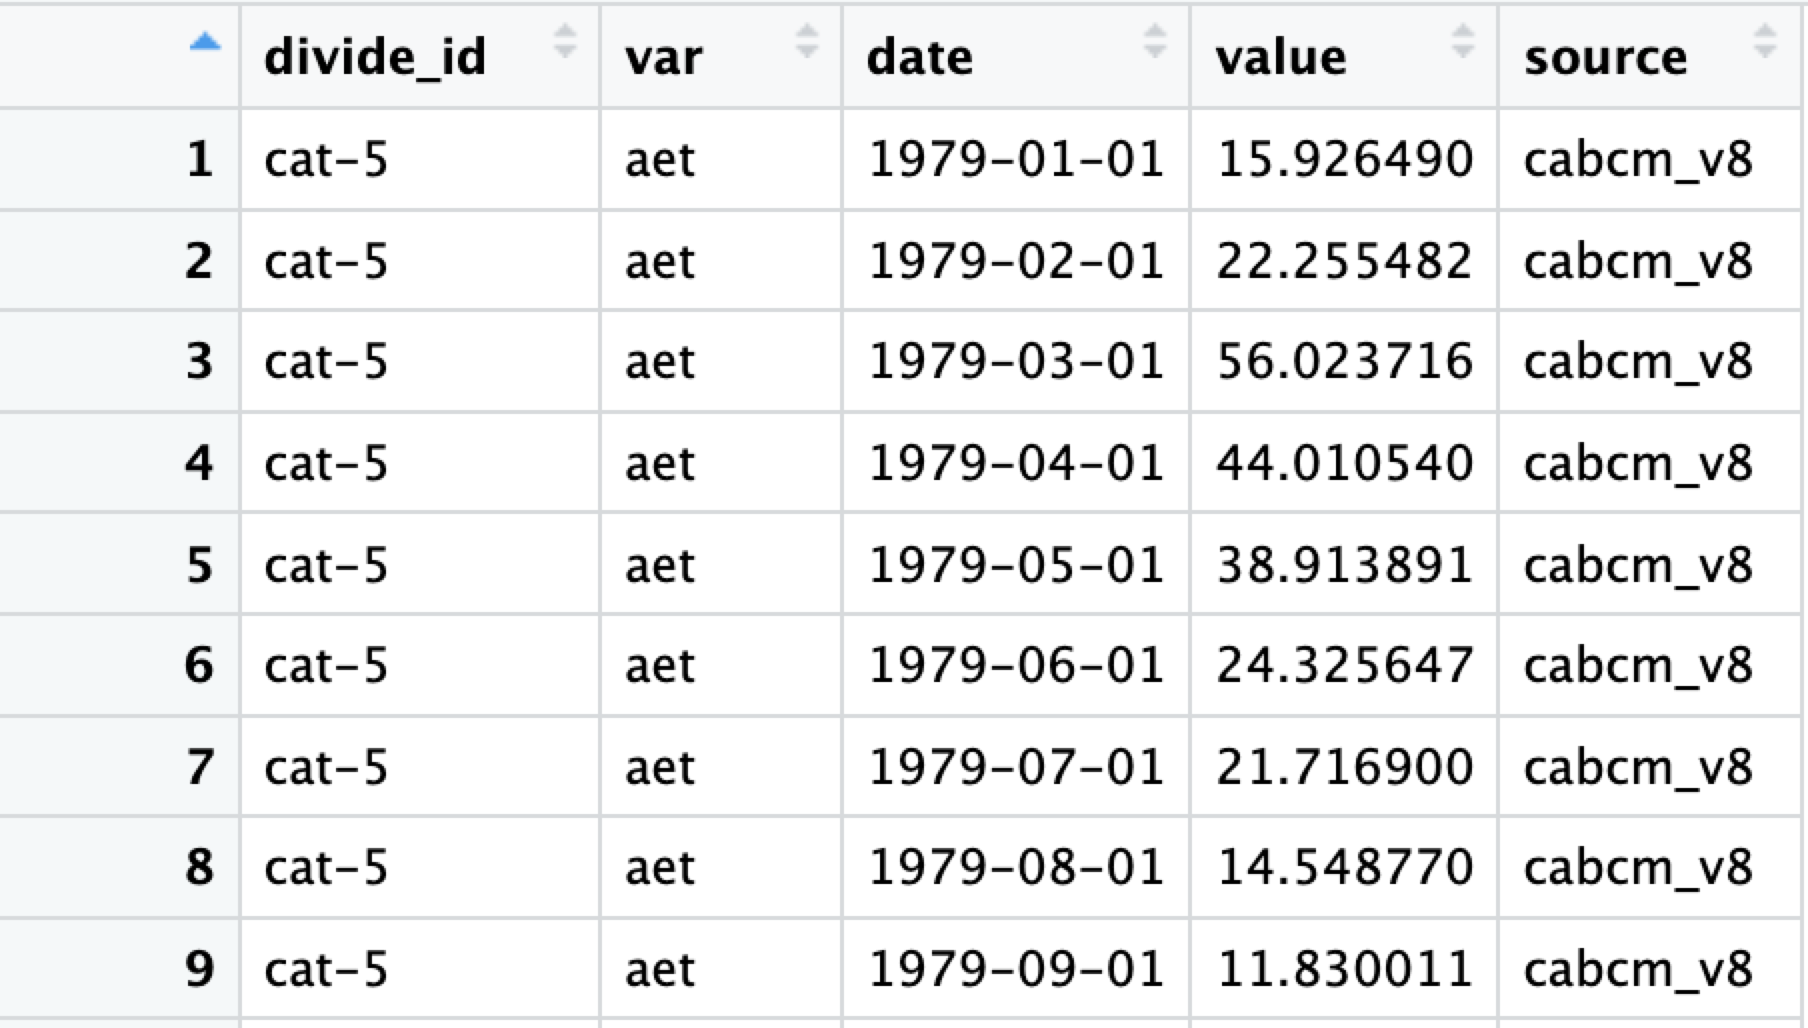 divide_id var date value source
1 cat-5 aet 1979-01-01 15.926490 cabcm_v8
2 cat-5 aet 1979-02-01 22.255482 cabcm_v8
3 cat-5 aet 1979-03-01 56.023716 cabcm_v8
4 cat-5 aet 1979-04-01 44.010540 cabcm_v8
5 cat-5 aet 1979-05-01 38.913891 cabcm_v8
6 cat-5 aet 1979-06-01 24.325647 cabcm_v8
7 cat-5 aet 1979-07-01 21.716900 cabcm_v8
8 cat-5 aet 1979-08-01 14.548770 cabcm_v8
9 cat-5 aet 1979-09-01 11.830011 cabcm_v8